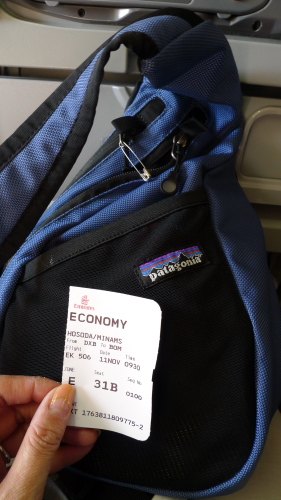 patagonia
Emirates
ECONOMY
HOSODA/MINAMS
From DXB To BOM
Flight Date Time
EK 506 11NOV 0930
ZONE Seat Seq No
E 31B 0100
KT 1763811809775-2